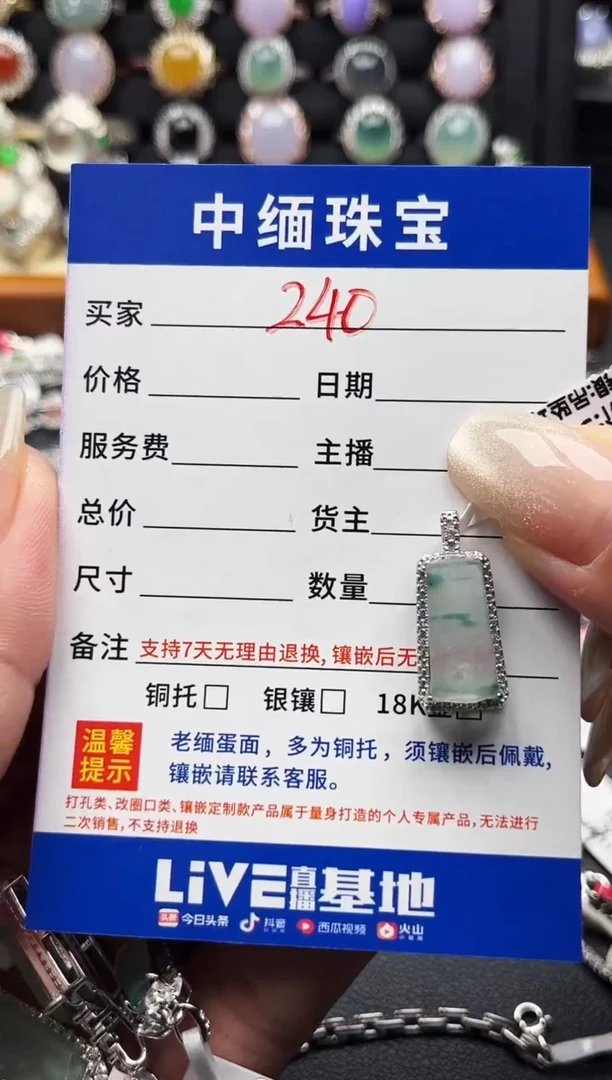 中缅珠宝
买家 240
价格 日期
服务费 主播
总价 货主
尺寸 数量
备注 支持7天无理由退换,镶嵌后无
铜托□ 银镶□ 18K金□
温馨提示
老缅蛋面，多为铜托，须镶嵌后佩戴,
镶嵌请联系客服。
打孔类、改圈口类、镶嵌定制款产品属于量身打造的个人专属产品,无法进行
二次销售,不支持退换
LIVE直播基地
头条 今日头条 抖音 西瓜视频 火山